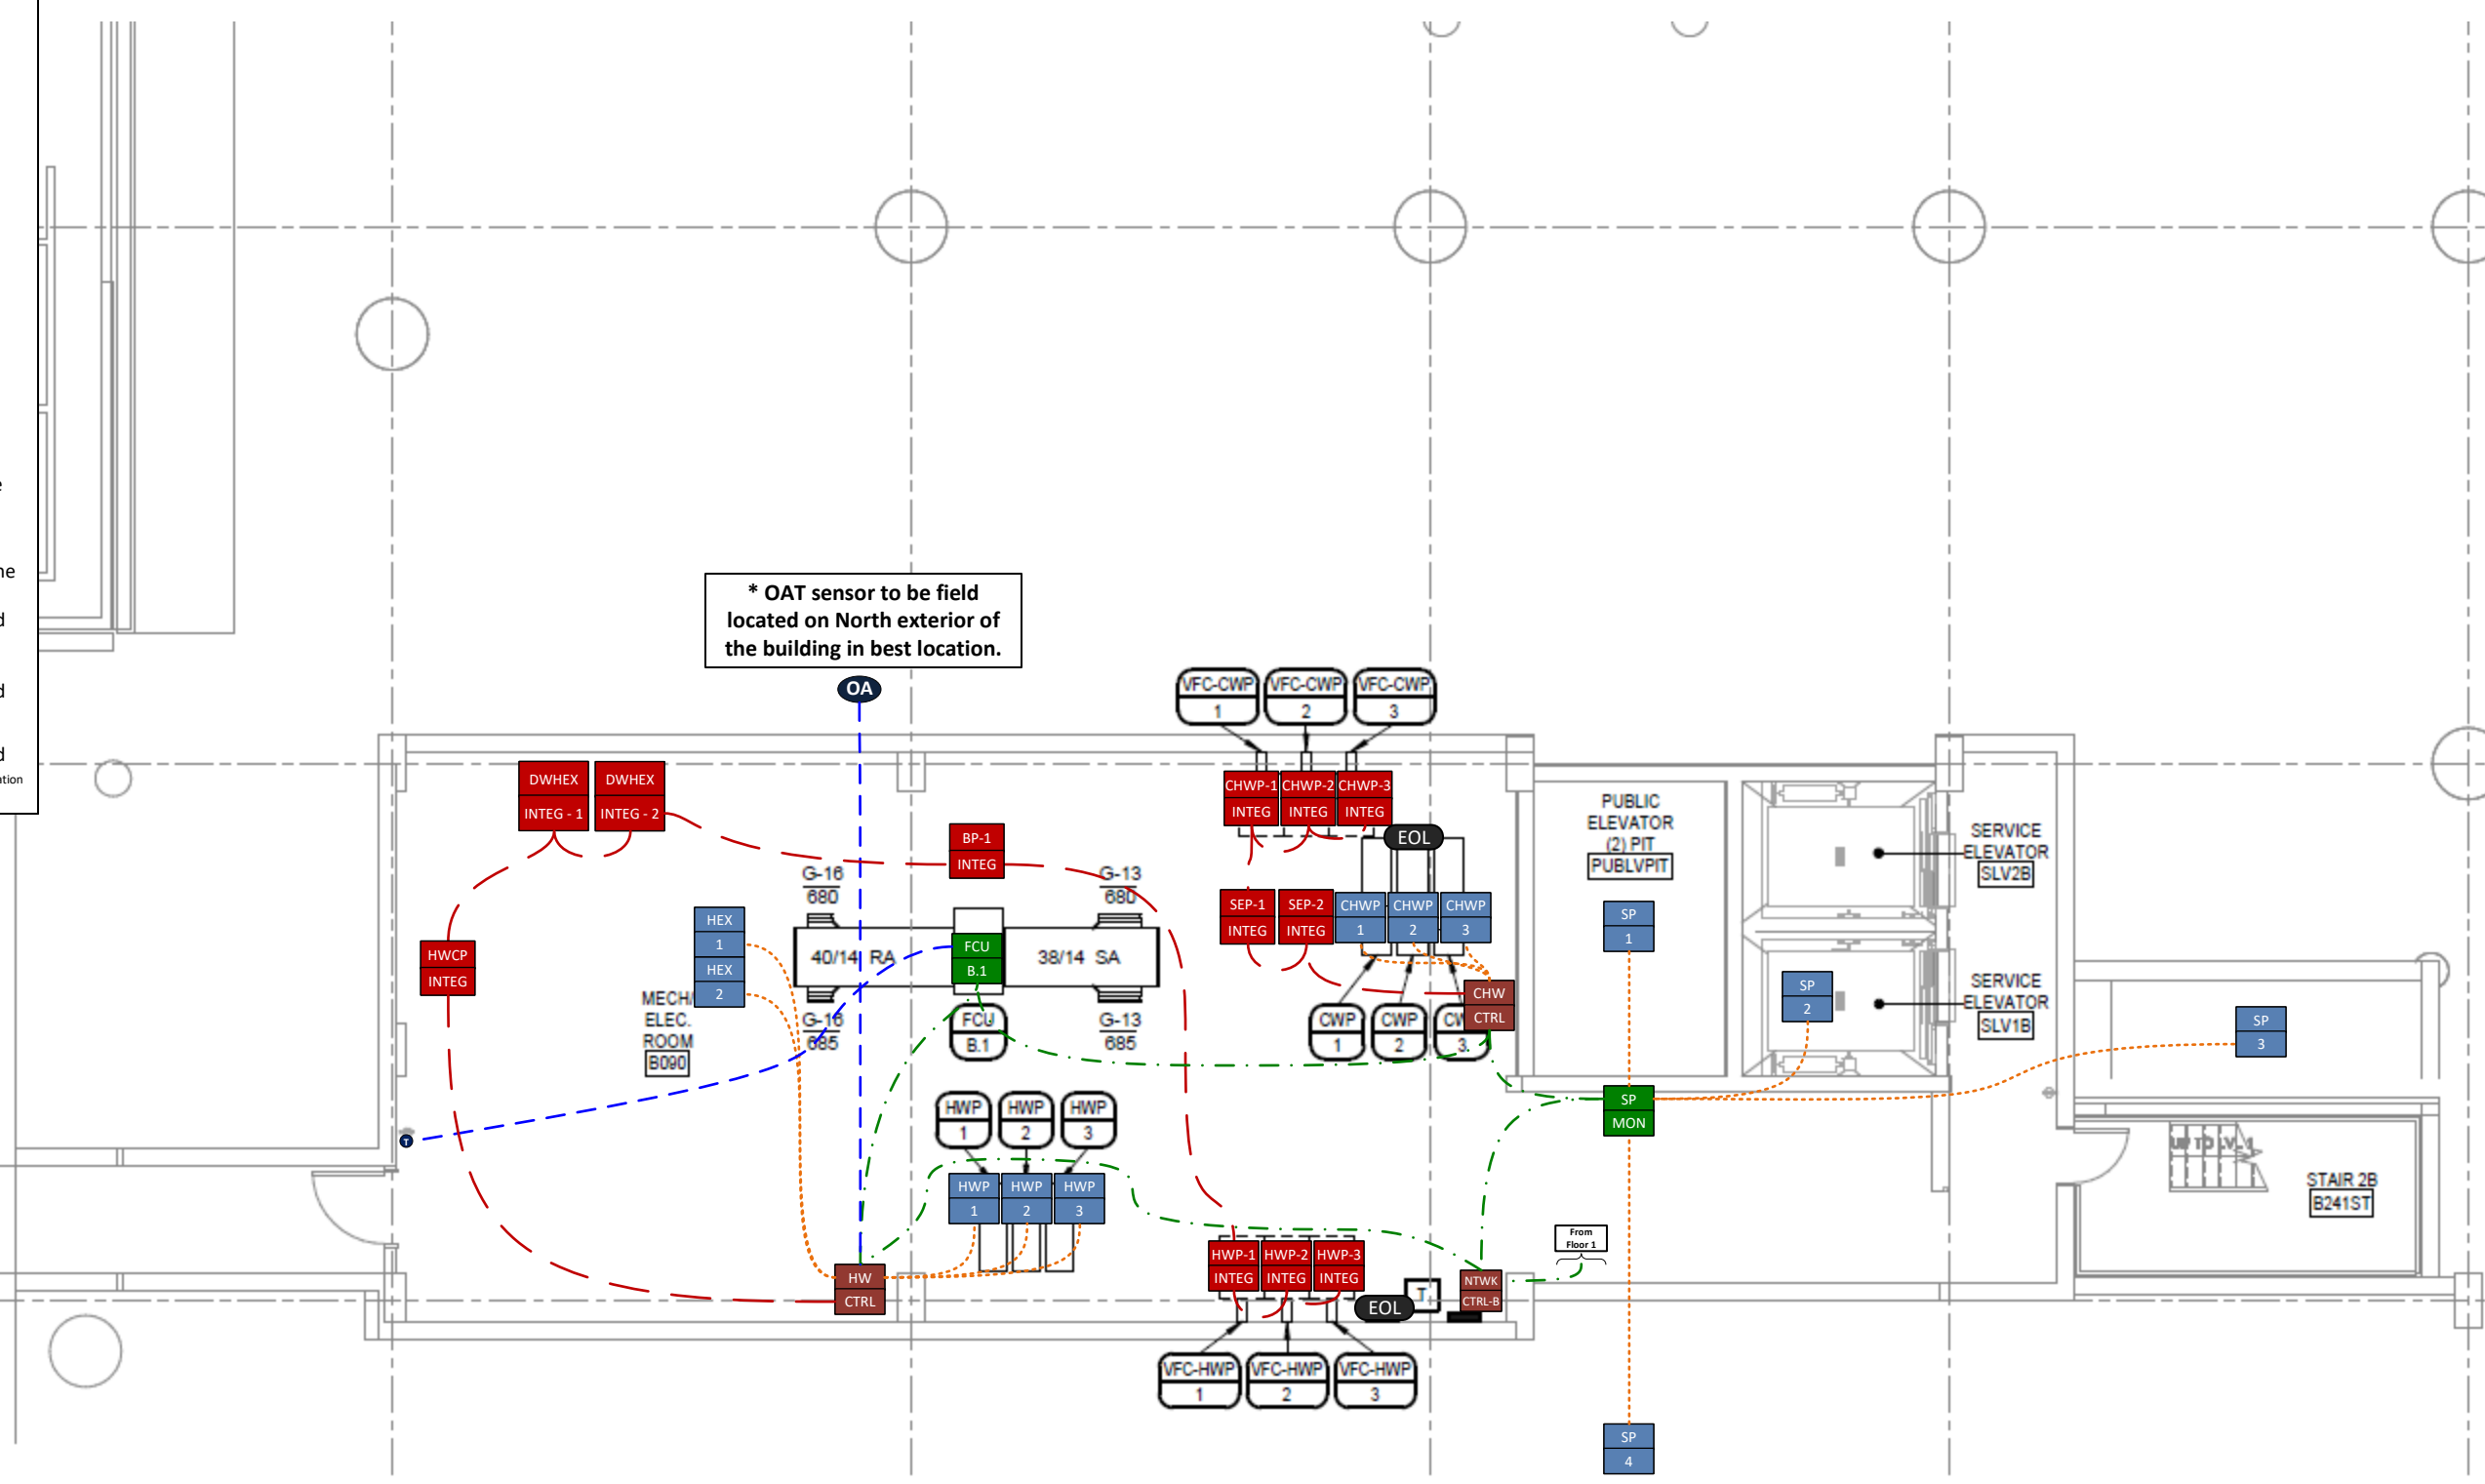 e
ne
d
d
d
ation
* OAT sensor to be field
located on North exterior of
the building in best location.
OA
VFC-CWP
1
VFC-CWP
2
VFC-CWP
3
DWHEX
INTEG - 1
DWHEX
INTEG - 2
CHWP-1
INTEG
CHWP-2
INTEG
CHWP-3
INTEG
EOL
BP-1
INTEG
PUBLIC
ELEVATOR
(2) PIT
PUBLVPIT
SERVICE
ELEVATOR
SLV2B
G-16
680
G-13
680
SEP-1
INTEG
SEP-2
INTEG
CHWP
1
CHWP
2
CHWP
3
SP
1
HEX
1
HEX
2
HWCP
INTEG
40/14 RA
FCU
B.1
38/14 SA
SP
2
SERVICE
ELEVATOR
SLV1B
SP
3
CHW
CTRL
MECH/
ELEC.
ROOM
B090
G-16
685
FCU
B.1
G-13
685
CWP
1
CWP
2
3
HWP
1
HWP
2
HWP
3
SP
MON
T
HWP
1
HWP
2
HWP
3
UP TO LVL 1
STAIR 2B
B241ST
From
Floor 1
HW
CTRL
HWP-1
INTEG
HWP-2
INTEG
HWP-3
INTEG
EOL
T
NTWK
CTRL-B
VFC-HWP
1
VFC-HWP
2
VFC-HWP
3
SP
4